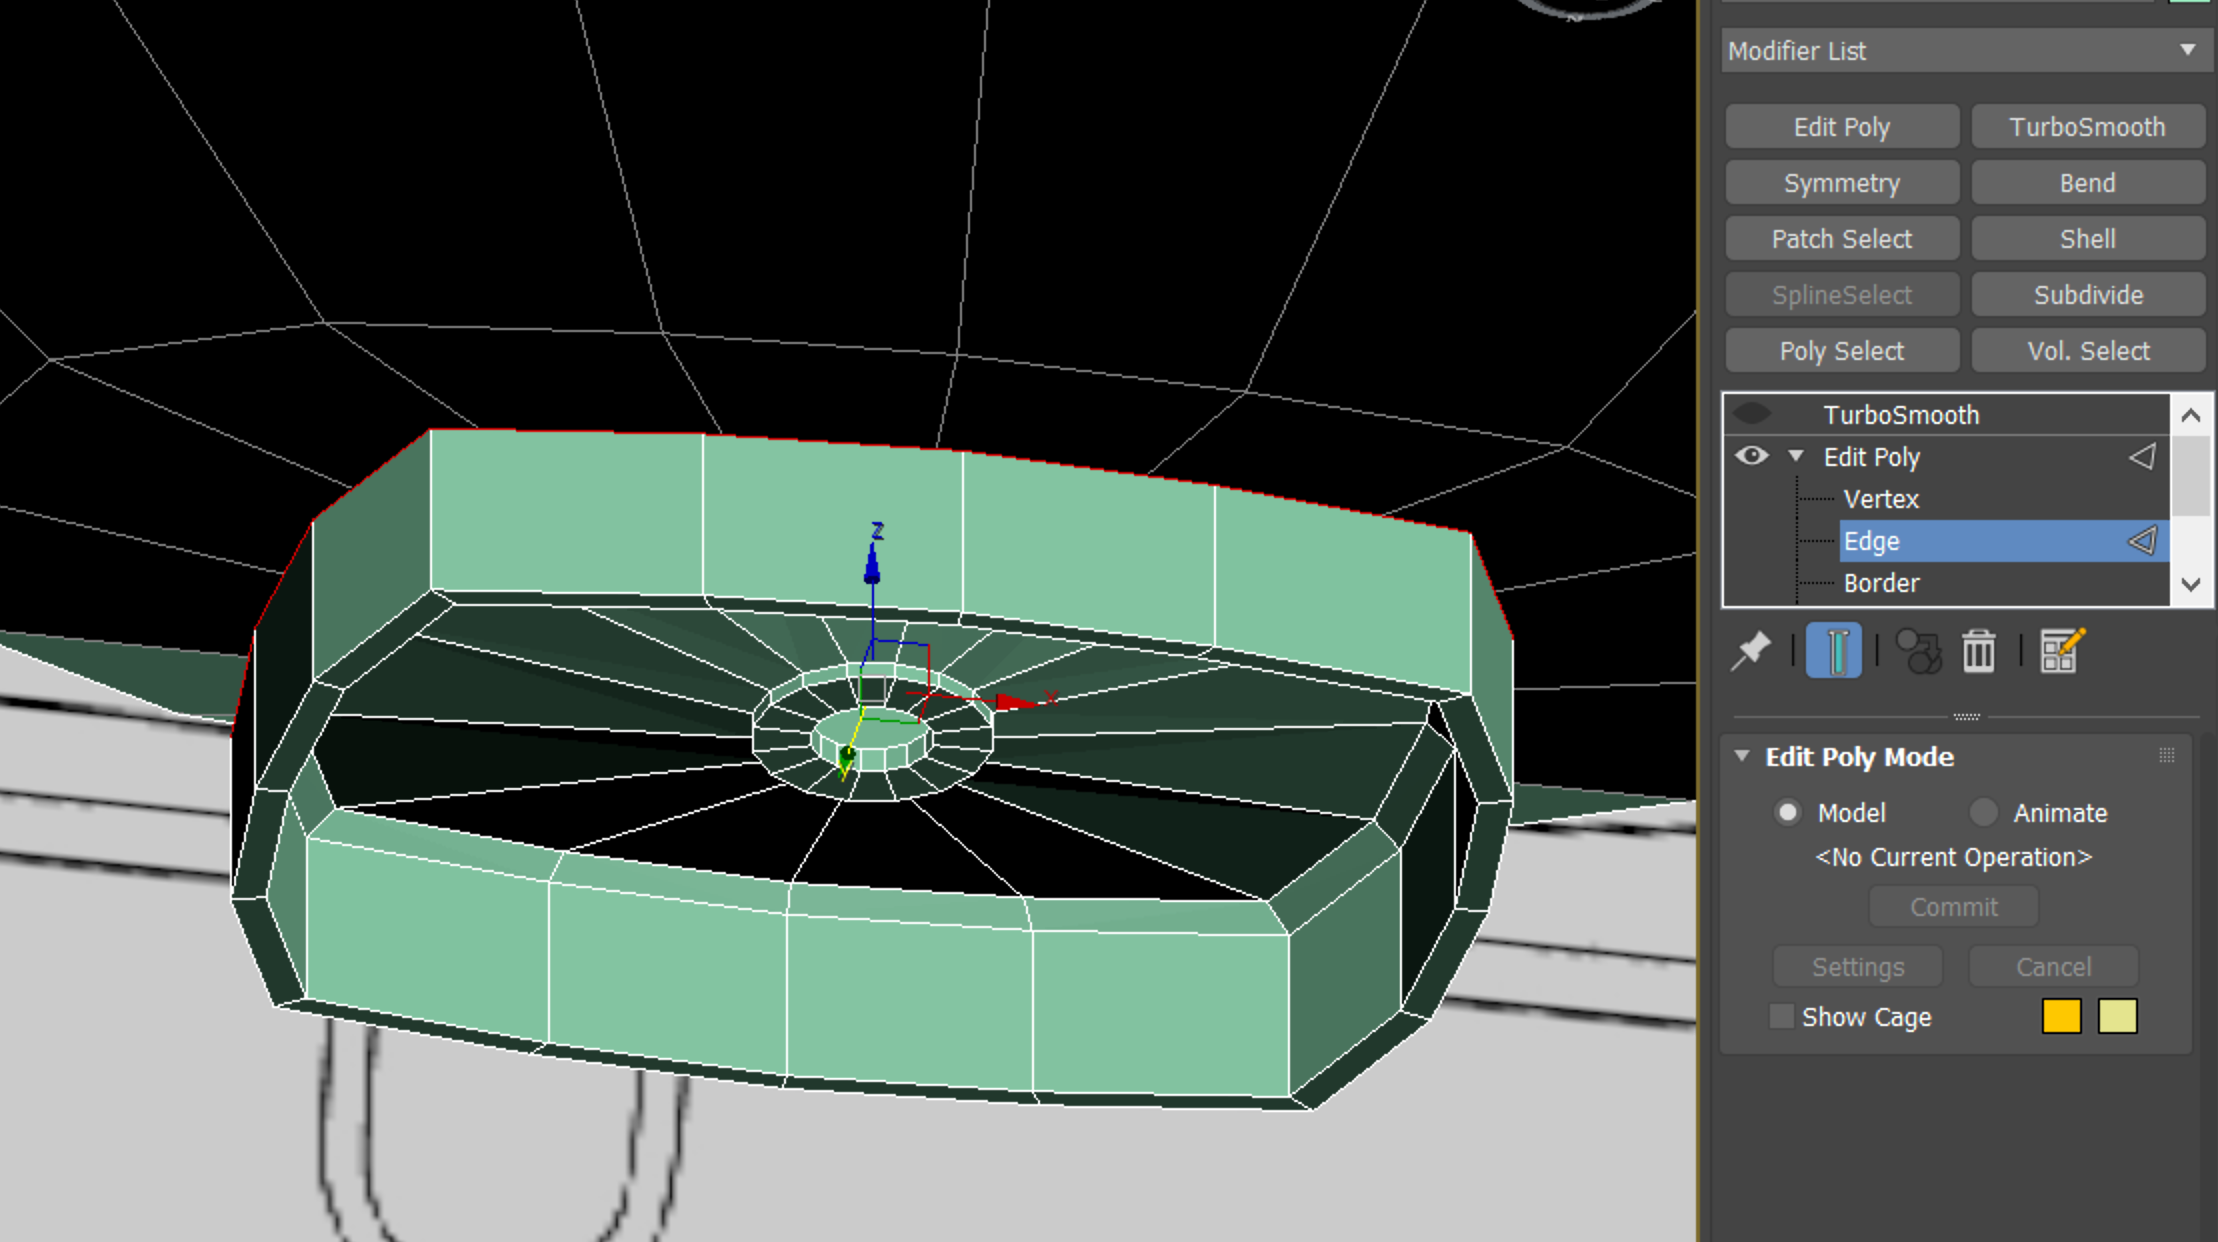 Modifier List
Edit Poly TurboSmooth
Symmetry Bend
Patch Select Shell
SplineSelect Subdivide
Poly Select Vol. Select
TurboSmooth
Edit Poly
Vertex
Edge
Border
Edit Poly Mode
Model Animate
<No Current Operation>
Commit
Settings Cancel
Show Cage
z
x